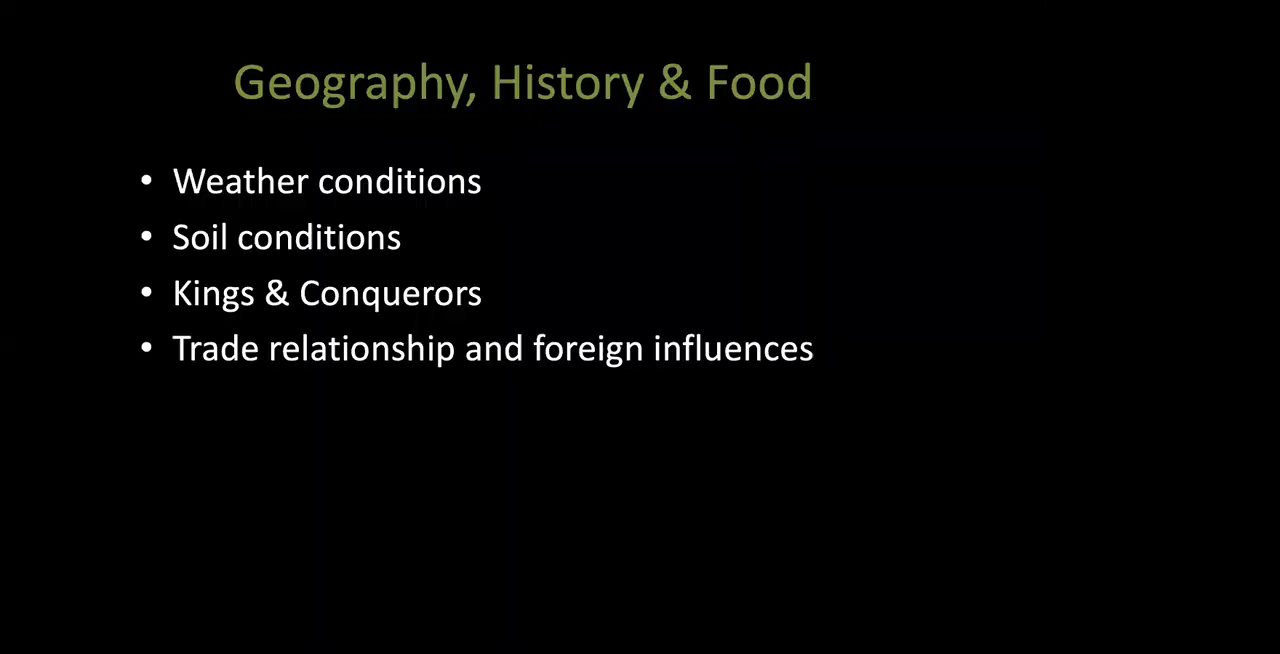 Geography, History & Food
• Weather conditions
• Soil conditions
• Kings & Conquerors
• Trade relationship and foreign influences